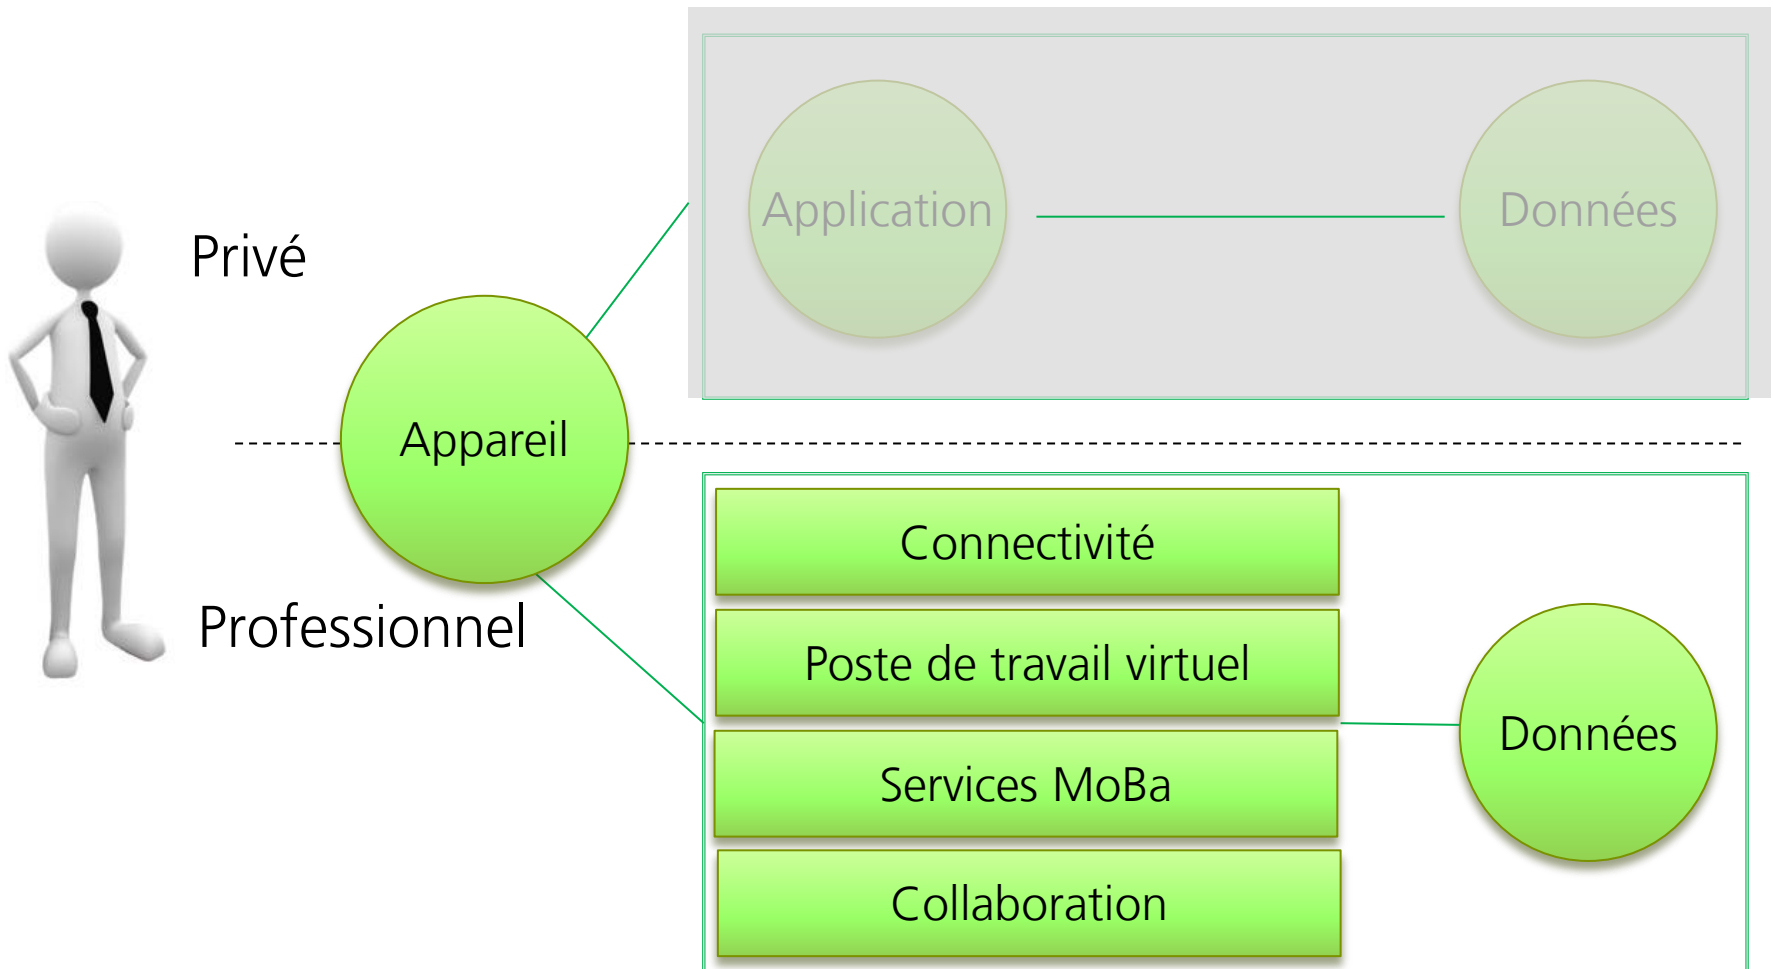 Privé
Application
Données
Appareil
Professionnel
Connectivité
Poste de travail virtuel
Services MoBa
Collaboration
Données